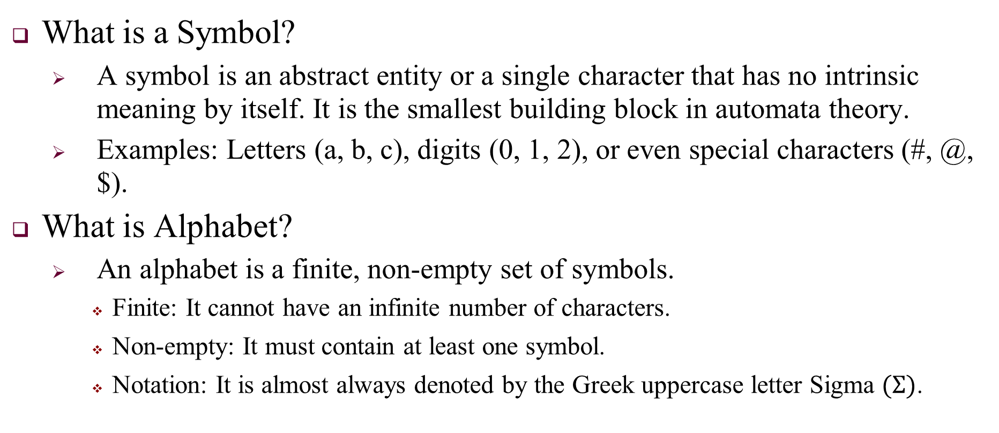 What is a Symbol?
A symbol is an abstract entity or a single character that has no intrinsic
meaning by itself. It is the smallest building block in automata theory.
Examples: Letters (a, b, c), digits (0, 1, 2), or even special characters (#, @,
$).
What is Alphabet?
An alphabet is a finite, non-empty set of symbols.
Finite: It cannot have an infinite number of characters.
Non-empty: It must contain at least one symbol.
Notation: It is almost always denoted by the Greek uppercase letter Sigma (Σ).